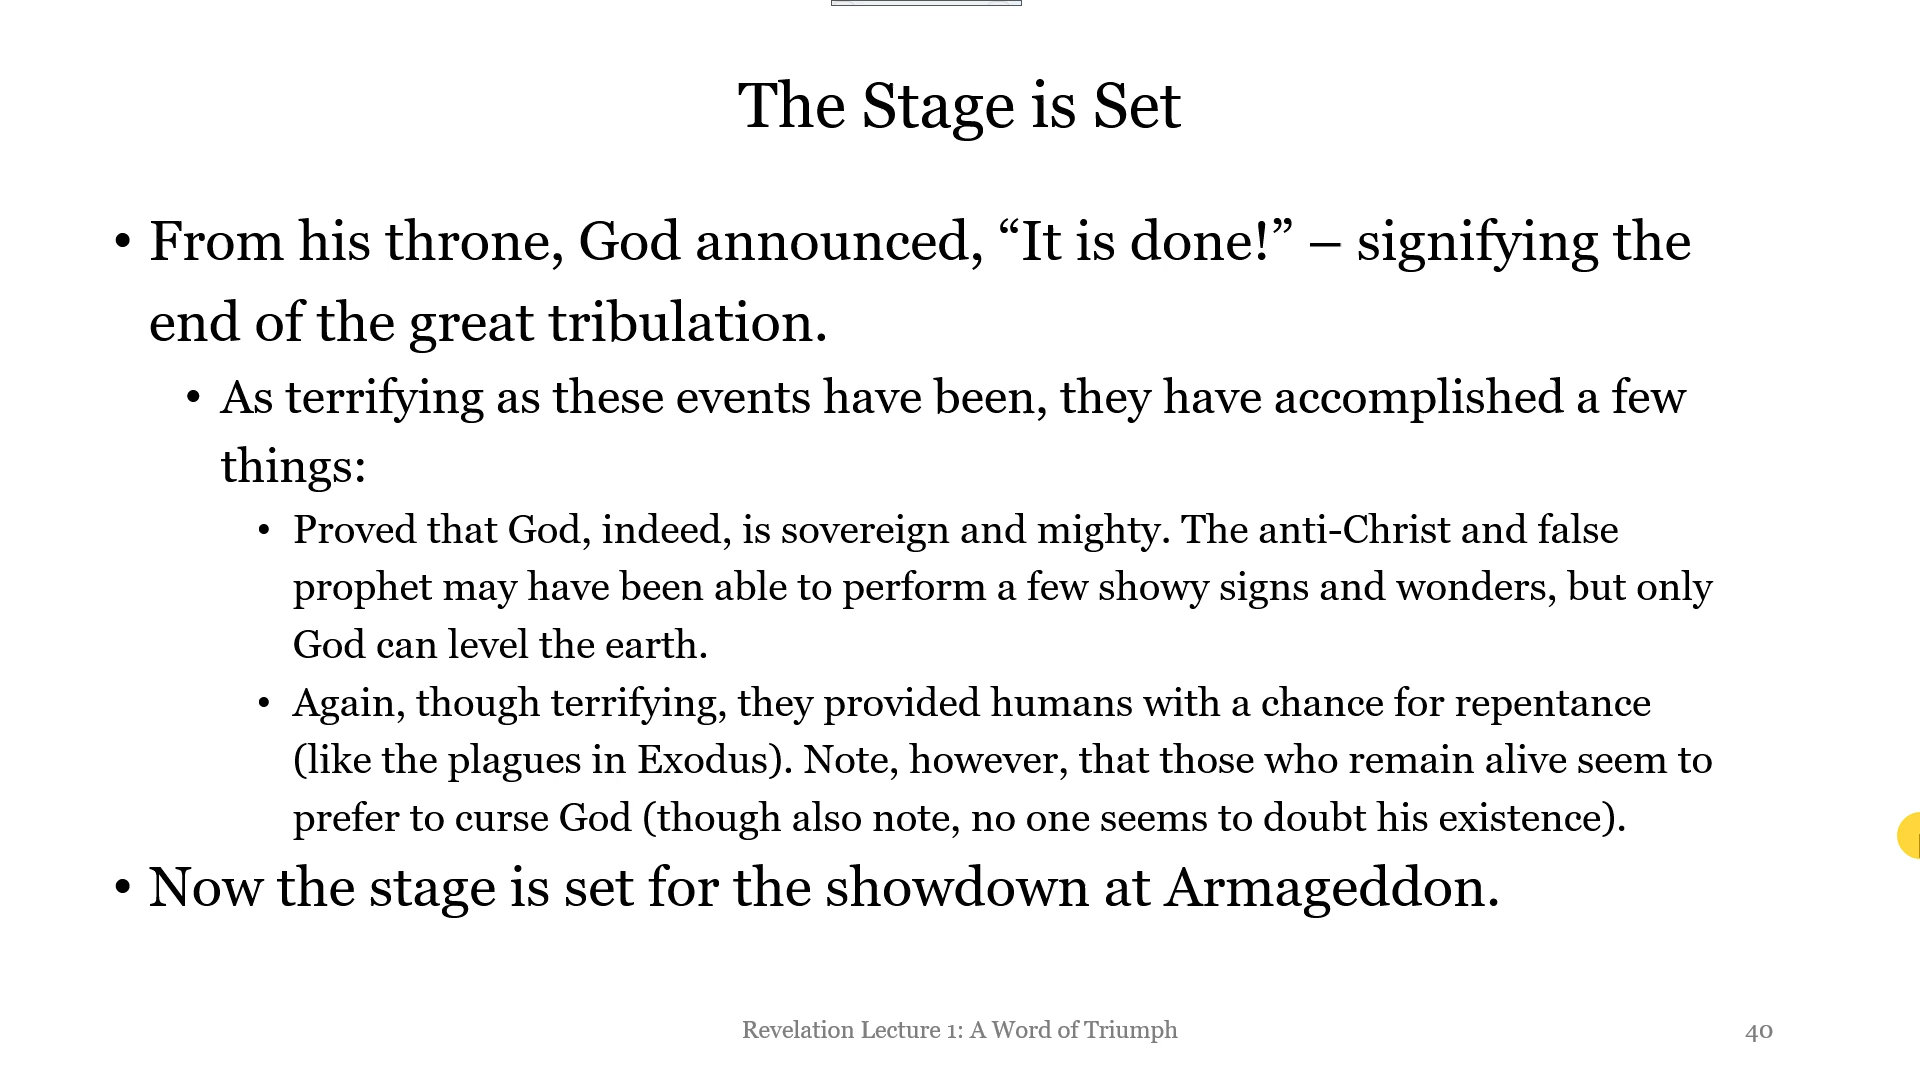 The Stage is Set
• From his throne, God announced, “It is done!” – signifying the
end of the great tribulation.
• As terrifying as these events have been, they have accomplished a few
things:
• Proved that God, indeed, is sovereign and mighty. The anti-Christ and false
prophet may have been able to perform a few showy signs and wonders, but only
God can level the earth.
• Again, though terrifying, they provided humans with a chance for repentance
(like the plagues in Exodus). Note, however, that those who remain alive seem to
prefer to curse God (though also note, no one seems to doubt his existence).
• Now the stage is set for the showdown at Armageddon.
Revelation Lecture 1: A Word of Triumph
40